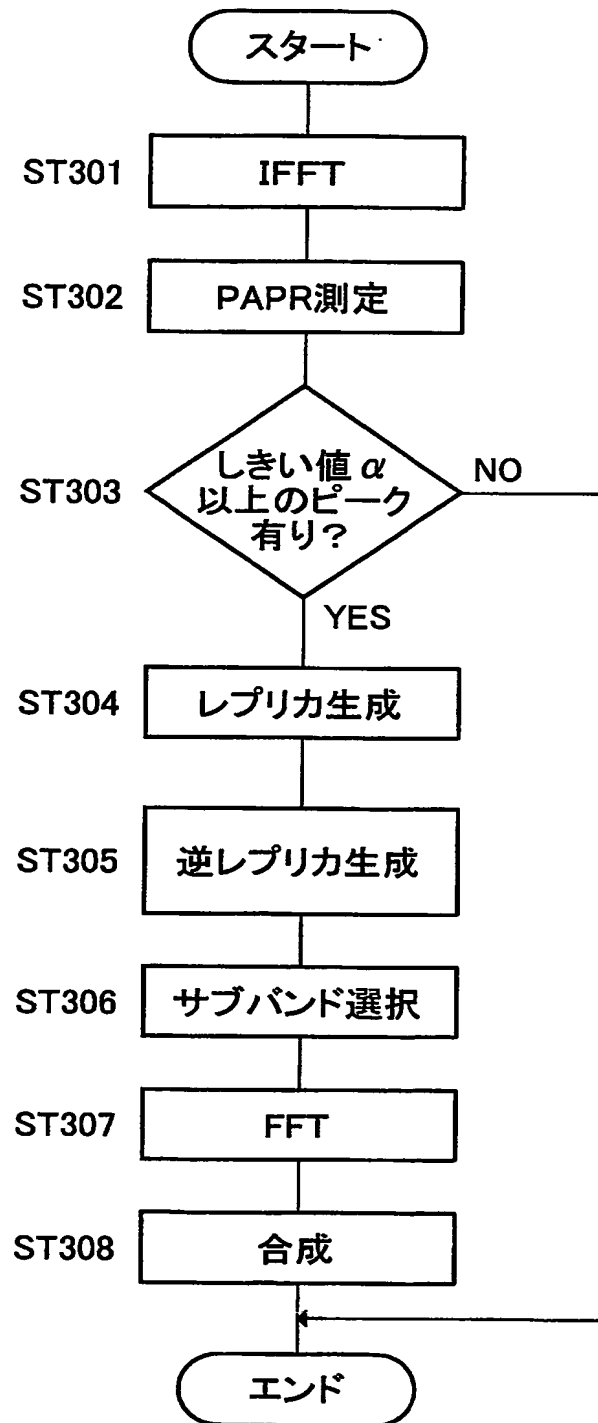 スタート
ST301
IFFT
ST302
PAPR測定
ST303
しきい値α
以上のピーク
有り?
NO
YES
ST304
レプリカ生成
ST305
逆レプリカ生成
ST306
サブバンド選択
ST307
FFT
ST308
合成
エンド